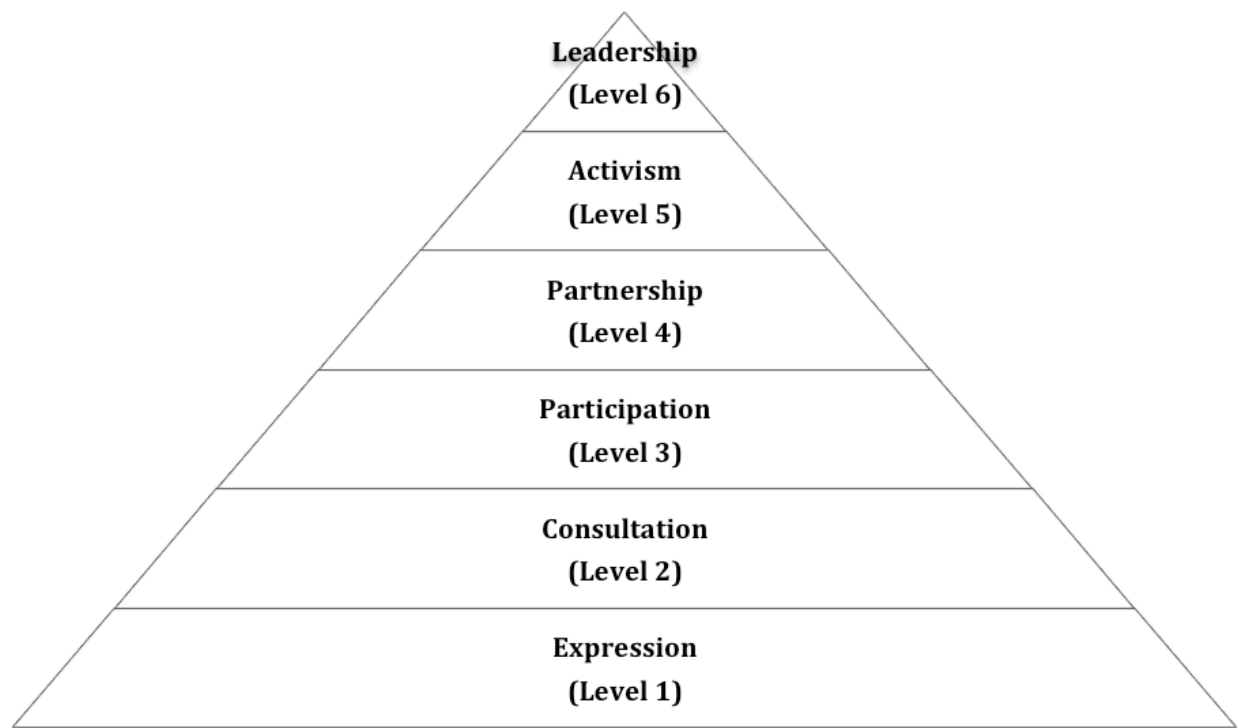 Leadership
(Level 6)
Activism
(Level 5)
Partnership
(Level 4)
Participation
(Level 3)
Consultation
(Level 2)
Expression
(Level 1)